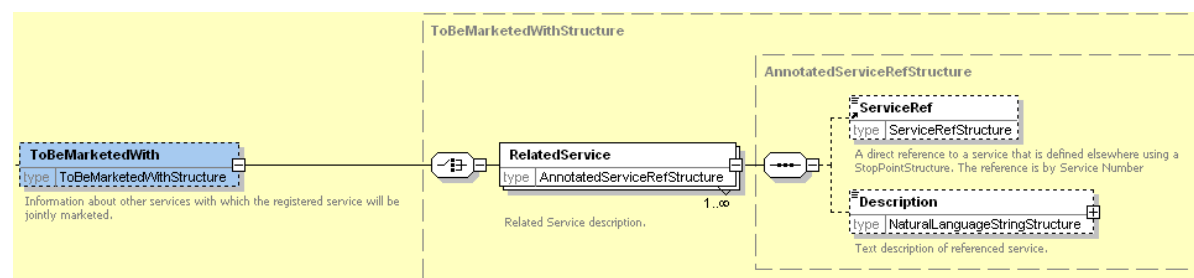 ToBeMarketedWithStructure
AnnotatedServiceRefStructure
ServiceRef
type ServiceRefStructure
A direct reference to a service that is defined elsewhere using a
StopPointStructure. The reference is by Service Number
ToBeMarketedWith
type ToBeMarketedWithStructure
Information about other services with which the registered service will be
jointly marketed.
RelatedService
type AnnotatedServiceRefStructure
1..∞
Related Service description.
Description
type NaturalLanguageStringStructure
Text description of referenced service.